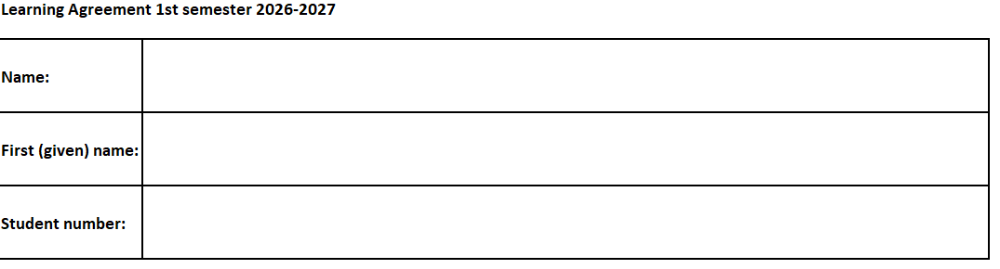 Learning Agreement 1st semester 2026-2027
Name:
First (given) name:
Student number: